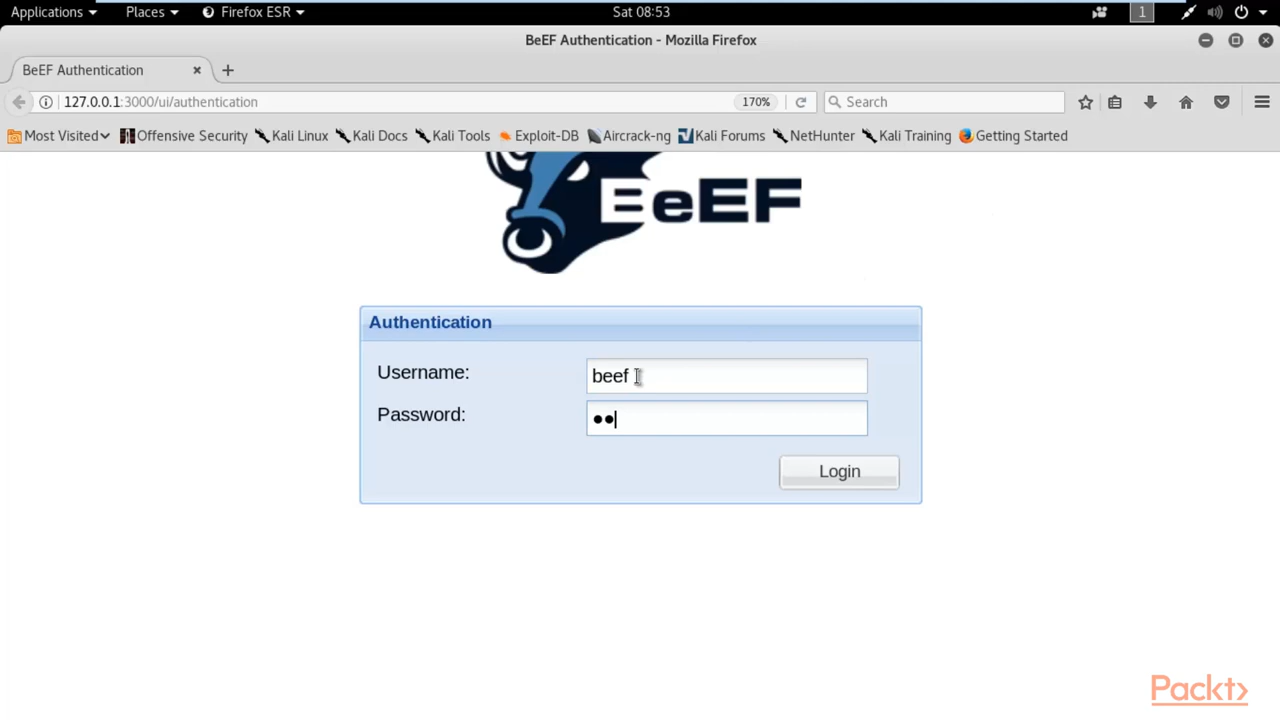 Applications Places Firefox ESR Sat 08:53 1
BeEF Authentication - Mozilla Firefox
BeEF Authentication
127.0.0.1:3000/ui/authentication 170% Search
Most Visited Offensive Security Kali Linux Kali Docs Kali Tools Exploit-DB Aircrack-ng Kali Forums NetHunter Kali Training Getting Started
BeEF
Authentication
Username: beef
Password: ●●
Login
Packt>